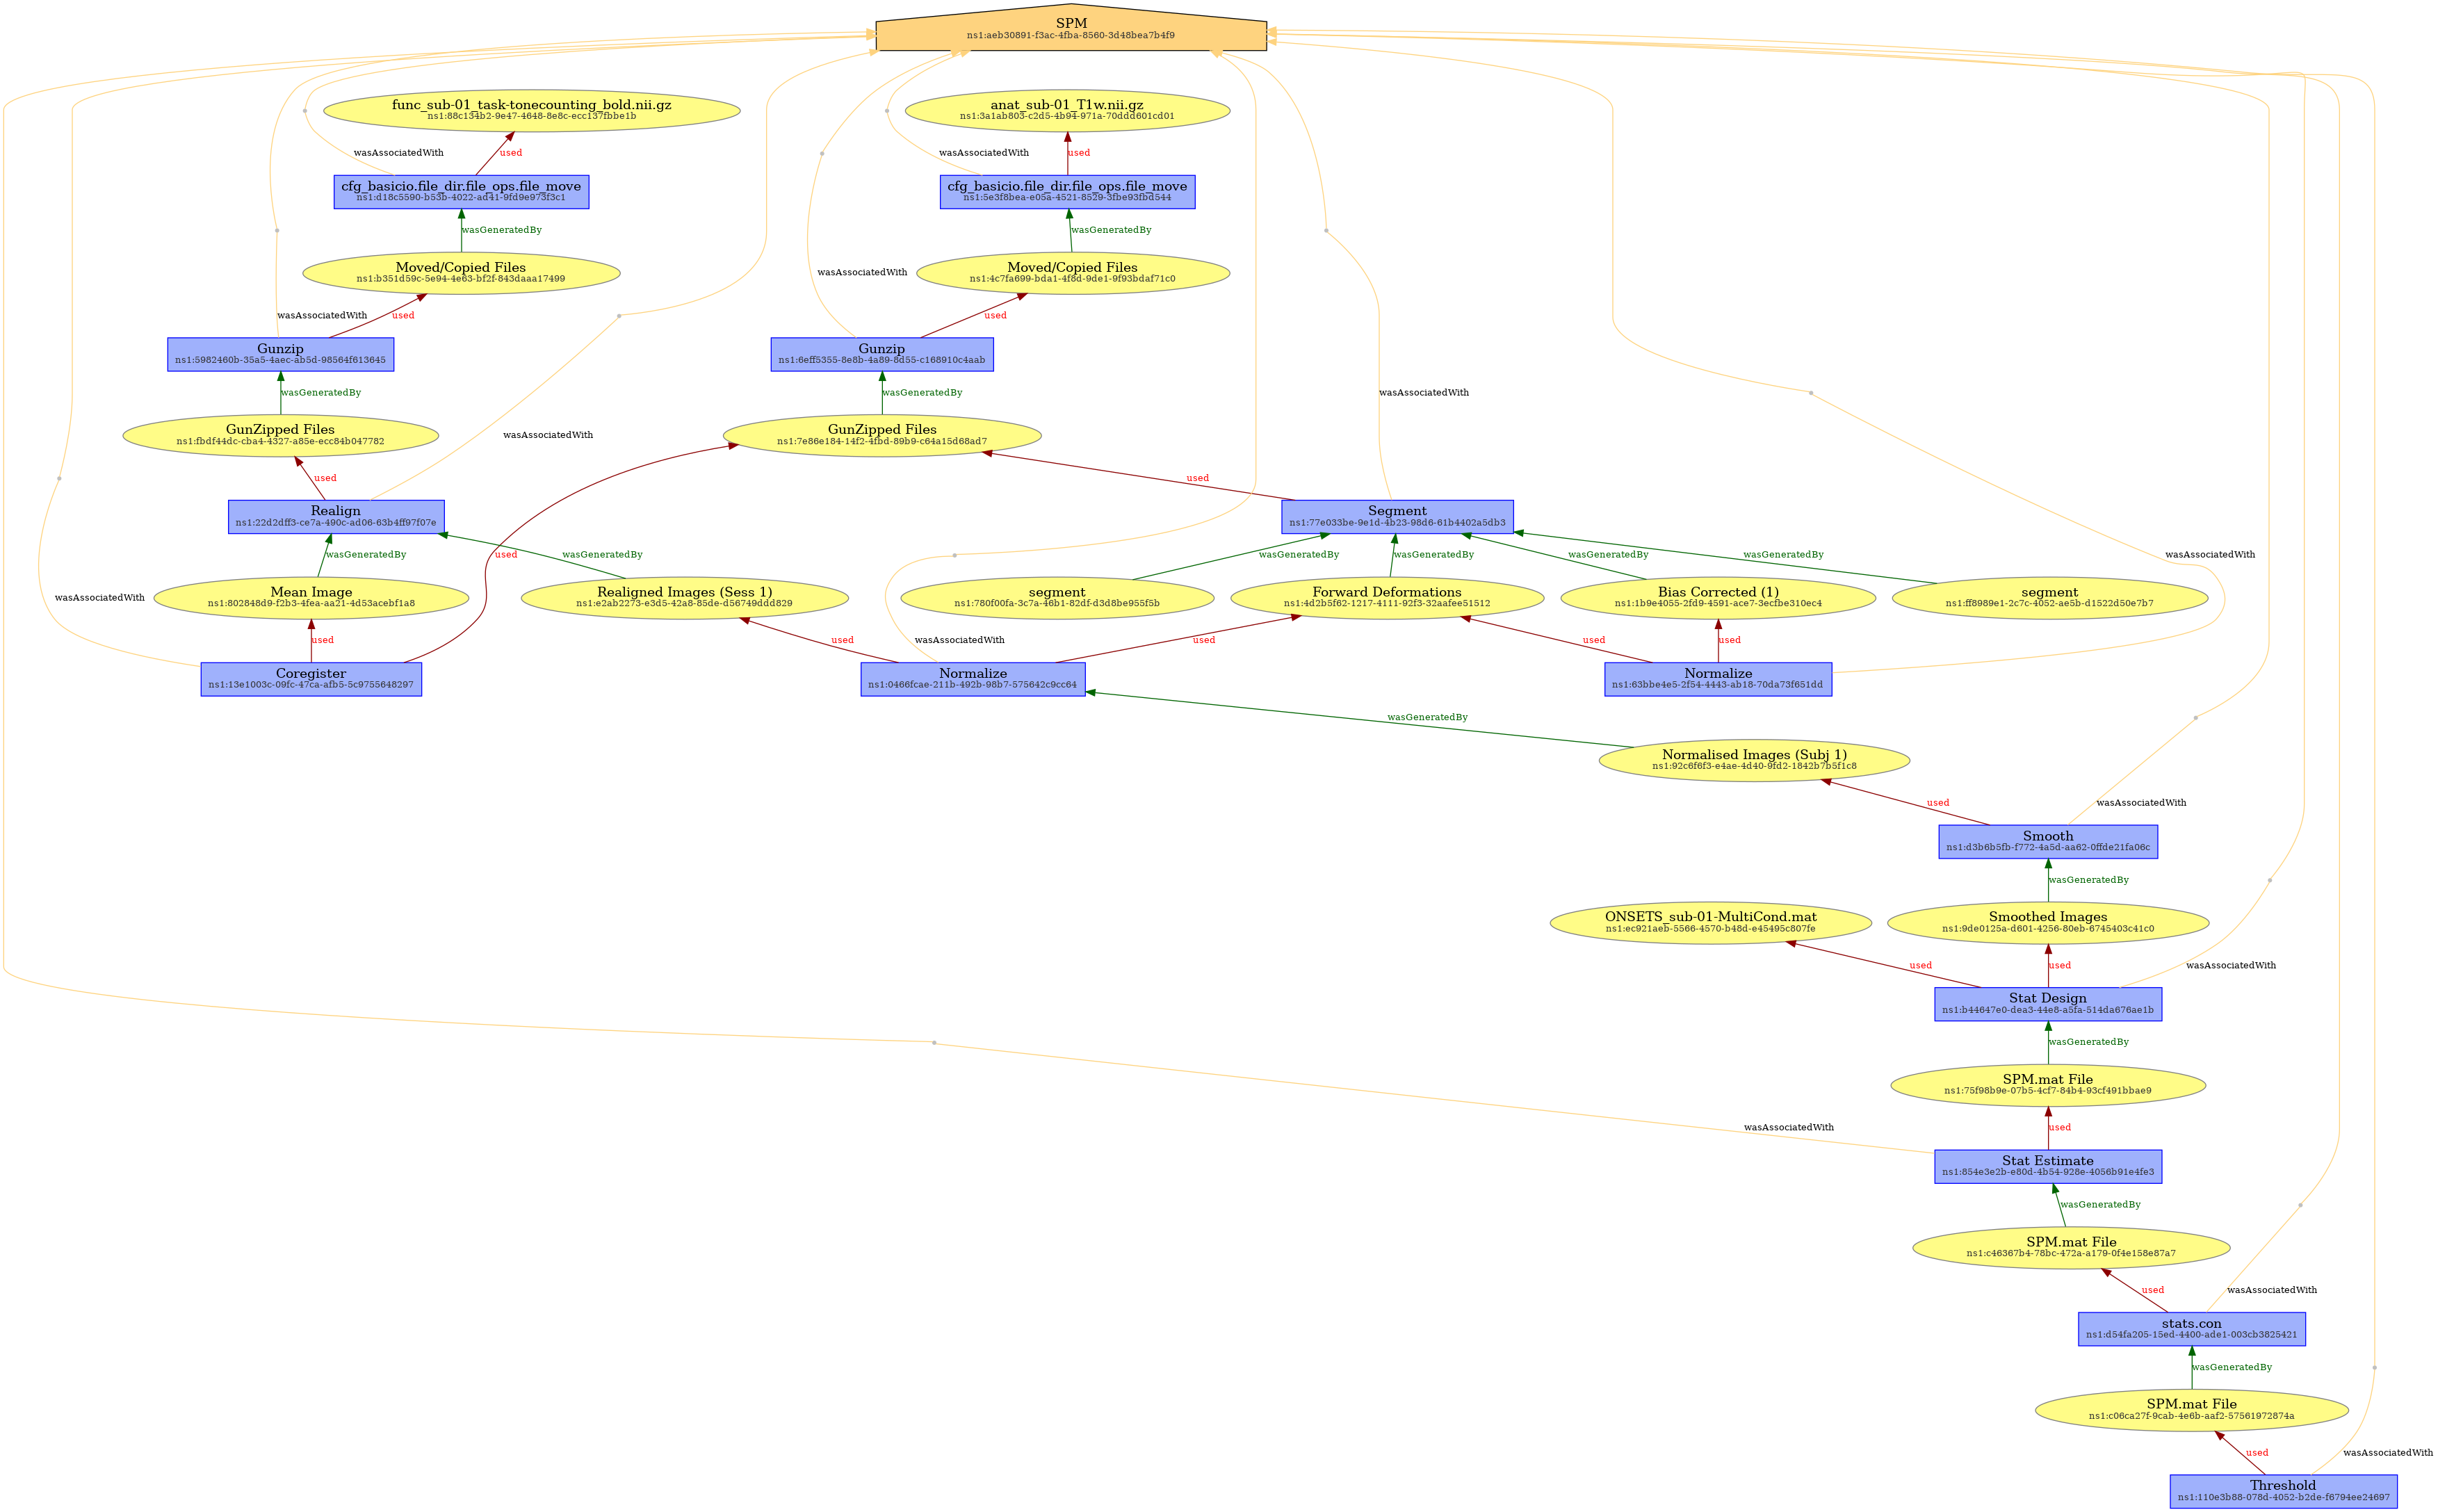 SPM
ns1:aeb30891-f3ac-4fba-8560-3d48bea7b4f9
func_sub-01_task-tonecounting_bold.nii.gz
ns1:88c134b2-9e47-4648-8e8c-ecc137fbbe1b
anat_sub-01_T1w.nii.gz
ns1:3a1ab803-c2d5-4b94-971a-70ddd601cd01
wasAssociatedWith
used
wasAssociatedWith
used
cfg_basicio.file_dir.file_ops.file_move
ns1:d18c5590-b53b-4022-ad41-9fd9e973f3c1
cfg_basicio.file_dir.file_ops.file_move
ns1:5e3f8bea-e05a-4521-8529-3fbe93fbd544
wasGeneratedBy
wasGeneratedBy
Moved/Copied Files
ns1:b351d59c-5e94-4e63-bf2f-843daaa17499
wasAssociatedWith
Moved/Copied Files
ns1:4c7fa699-bda1-4f8d-9de1-9f93bdaf71c0
wasAssociatedWith
used
used
Gunzip
ns1:5982460b-35a5-4aec-ab5d-98564f613645
Gunzip
ns1:6eff5355-8e8b-4a89-8d55-c168910c4aab
wasGeneratedBy
wasGeneratedBy
wasAssociatedWith
GunZipped Files
ns1:fbdf44dc-cba4-4327-a85e-ecc84b047782
wasAssociatedWith
GunZipped Files
ns1:7e86e184-14f2-4fbd-89b9-c64a15d68ad7
used
used
Realign
ns1:22d2dff3-ce7a-490c-ad06-63b4ff97f07e
Segment
ns1:77e033be-9e1d-4b23-98d6-61b4402a5db3
wasGeneratedBy
used
wasGeneratedBy
wasGeneratedBy
wasGeneratedBy
wasGeneratedBy
wasGeneratedBy
wasAssociatedWith
wasAssociatedWith
Mean Image
ns1:802848d9-f2b3-4fea-aa21-4d53acebf1a8
Realigned Images (Sess 1)
ns1:e2ab2273-e3d5-42a8-85de-d56749ddd829
segment
ns1:780f00fa-3c7a-46b1-82df-d3d8be955f5b
Forward Deformations
ns1:4d2b5f62-1217-4111-92f3-32aafee51512
Bias Corrected (1)
ns1:1b9e4055-2fd9-4591-ace7-3ecfbe310ec4
segment
ns1:ff8989e1-2c7c-4052-ae5b-d1522d50e7b7
used
used
wasAssociatedWith
used
used
used
Coregister
ns1:13e1003c-09fc-47ca-afb5-5c9755648297
Normalize
ns1:0466fcae-211b-492b-98b7-575642c9cc64
Normalize
ns1:63bbe4e5-2f54-4443-ab18-70da73f651dd
wasGeneratedBy
Normalised Images (Subj 1)
ns1:92c6f6f3-e4ae-4d40-9fd2-1842b7b5f1c8
used
wasAssociatedWith
Smooth
ns1:d3b6b5fb-f772-4a5d-aa62-0ffde21fa06c
wasGeneratedBy
ONSETS_sub-01-MultiCond.mat
ns1:ec921aeb-5566-4570-b48d-e45495c807fe
Smoothed Images
ns1:9de0125a-d601-4256-80eb-6745403c41c0
used
used
wasAssociatedWith
Stat Design
ns1:b44647e0-dea3-44e8-a5fa-514da676ae1b
wasGeneratedBy
SPM.mat File
ns1:75f98b9e-07b5-4cf7-84b4-93cf491bbae9
wasAssociatedWith
used
Stat Estimate
ns1:854e3e2b-e80d-4b54-928e-4056b91e4fe3
wasGeneratedBy
SPM.mat File
ns1:c46367b4-78bc-472a-a179-0f4e158e87a7
used
wasAssociatedWith
stats.con
ns1:d54fa205-15ed-4400-ade1-003cb3825421
wasGeneratedBy
SPM.mat File
ns1:c06ca27f-9cab-4e6b-aaf2-57561972874a
used
wasAssociatedWith
Threshold
ns1:110e3b88-078d-4052-b2de-f6794ee24697